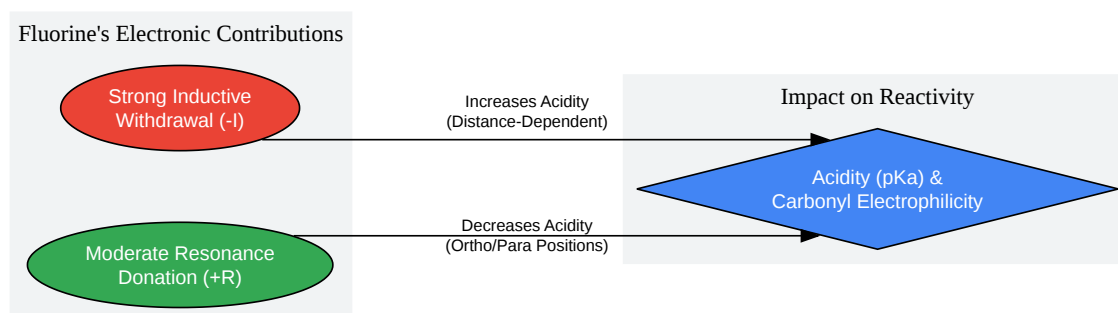 Fluorine's Electronic Contributions
Strong Inductive
Withdrawal (-I)
Moderate Resonance
Donation (+R)
Increases Acidity
(Distance-Dependent)
Decreases Acidity
(Ortho/Para Positions)
Impact on Reactivity
Acidity (pKa) &
Carbonyl Electrophilicity